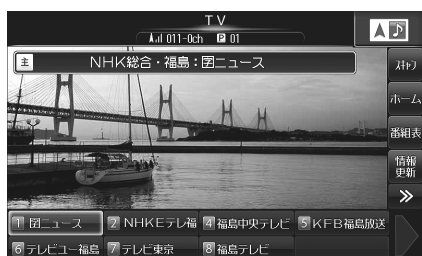 TV
011-0ch P 01
主 NHK総合・福島:字ニュース
スキャン
ホーム
番組表
情報
更新
1 字ニュース 2 NHKEテレ福 4 福島中央テレビ 5 KFB福島放送
6 テレビユー福島 7 テレビ東京 8 福島テレビ